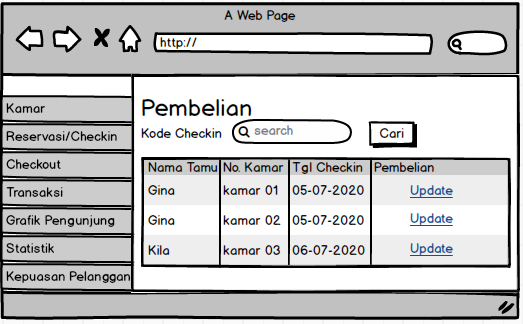 A Web Page
http://
Kamar
Reservasi/Checkin
Checkout
Transaksi
Grafik Pengunjung
Statistik
Kepuasan Pelanggan
Pembelian
Kode Checkin search Cari
Nama Tamu No. Kamar Tgl Checkin Pembelian
Gina kamar 01 05-07-2020 Update
Gina kamar 02 05-07-2020 Update
Kila kamar 03 06-07-2020 Update